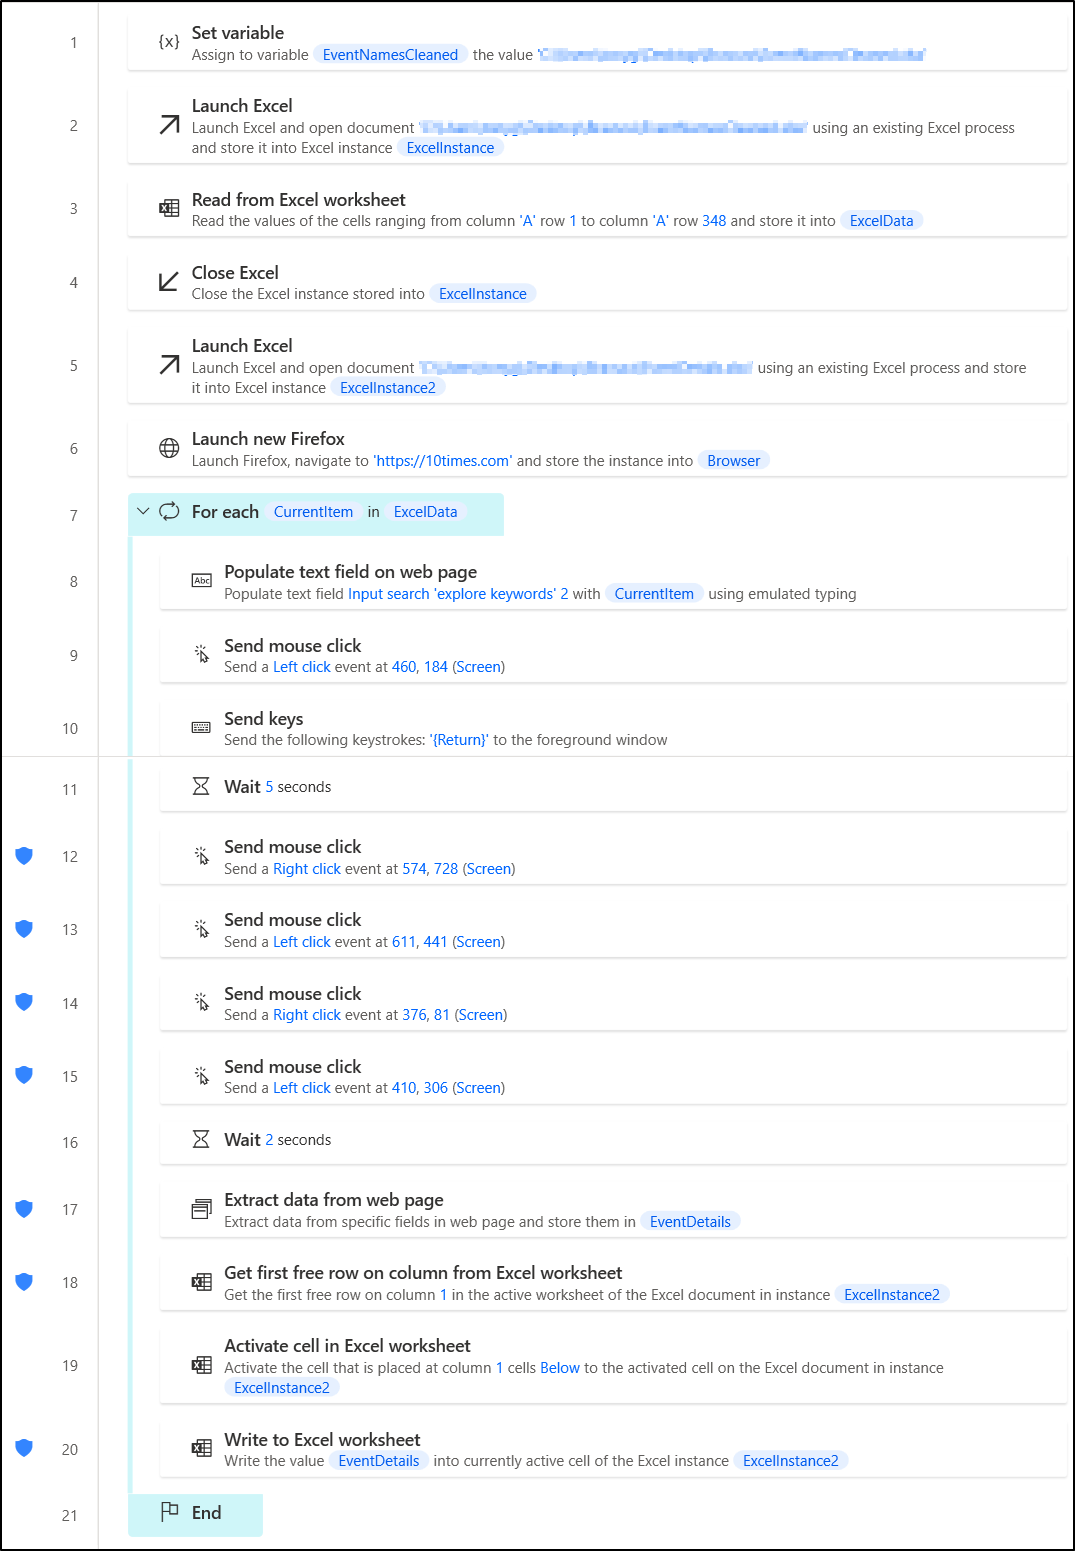 1
{x} Set variable
Assign to variable EventNamesCleaned the value '
2
Launch Excel
Launch Excel and open document ' ' using an existing Excel process
and store it into Excel instance ExcelInstance
3
Read from Excel worksheet
Read the values of the cells ranging from column 'A' row 1 to column 'A' row 348 and store it into ExcelData
4
Close Excel
Close the Excel instance stored into ExcelInstance
5
Launch Excel
Launch Excel and open document ' ' using an existing Excel process and store
it into Excel instance ExcelInstance2
6
Launch new Firefox
Launch Firefox, navigate to 'https://10times.com' and store the instance into Browser
7
For each CurrentItem in ExcelData
8
Abc Populate text field on web page
Populate text field Input search 'explore keywords' 2 with CurrentItem using emulated typing
9
Send mouse click
Send a Left click event at 460, 184 (Screen)
10
Send keys
Send the following keystrokes: '{Return}' to the foreground window
11
Wait 5 seconds
12
Send mouse click
Send a Right click event at 574, 728 (Screen)
13
Send mouse click
Send a Left click event at 611, 441 (Screen)
14
Send mouse click
Send a Right click event at 376, 81 (Screen)
15
Send mouse click
Send a Left click event at 410, 306 (Screen)
16
Wait 2 seconds
17
Extract data from web page
Extract data from specific fields in web page and store them in EventDetails
18
Get first free row on column from Excel worksheet
Get the first free row on column 1 in the active worksheet of the Excel document in instance ExcelInstance2
19
Activate cell in Excel worksheet
Activate the cell that is placed at column 1 cells Below to the activated cell on the Excel document in instance
ExcelInstance2
20
Write to Excel worksheet
Write the value EventDetails into currently active cell of the Excel instance ExcelInstance2
21
End